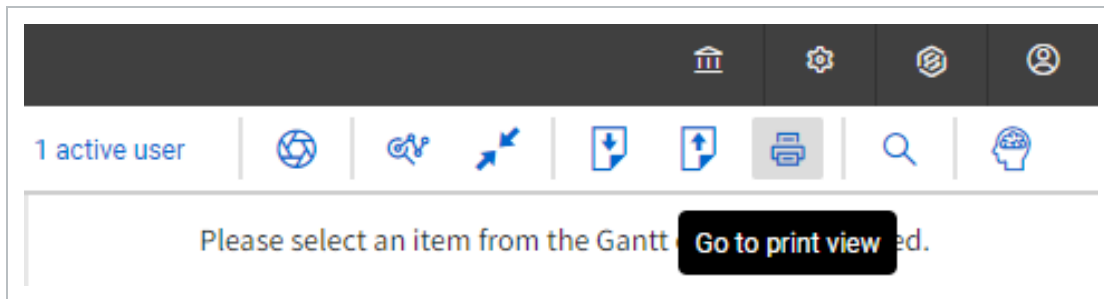 1 active user
Please select an item from the Gantt ed.
Go to print view